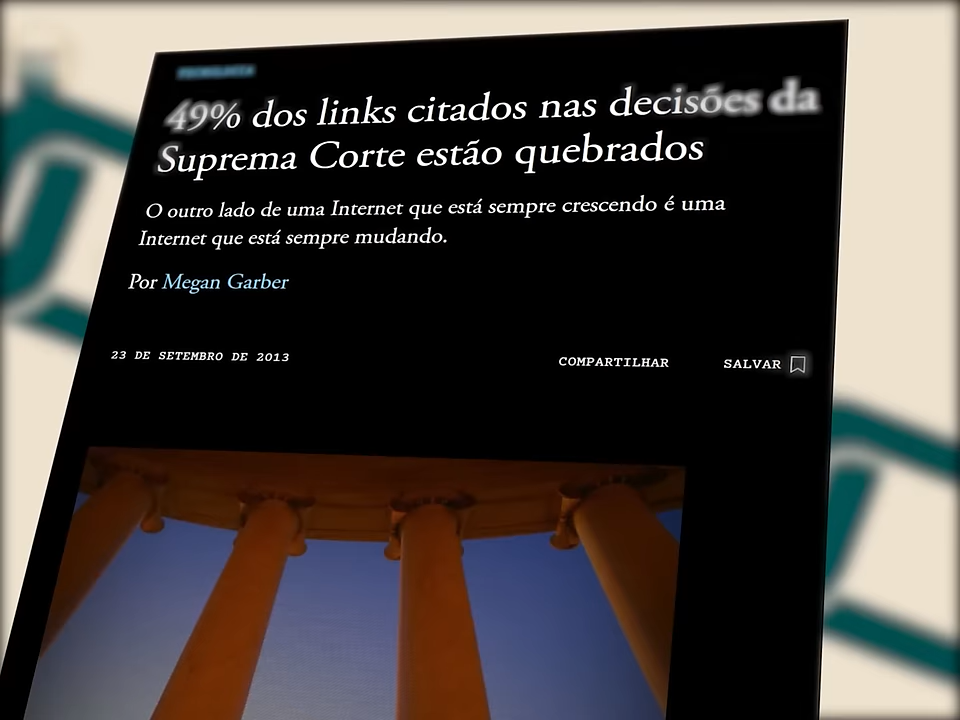 TECNOLOGIA
49% dos links citados nas decisões da
Suprema Corte estão quebrados
O outro lado de uma Internet que está sempre crescendo é uma
Internet que está sempre mudando.
Por Megan Garber
23 DE SETEMBRO DE 2013
COMPARTILHAR
SALVAR